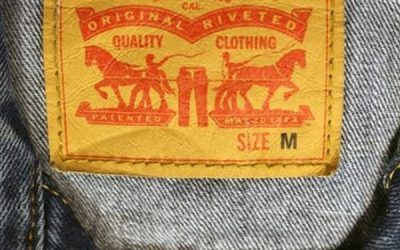 CAL.
ORIGINAL RIVETED
QUALITY CLOTHING
PATENTED MAY 20 1873
SIZE M